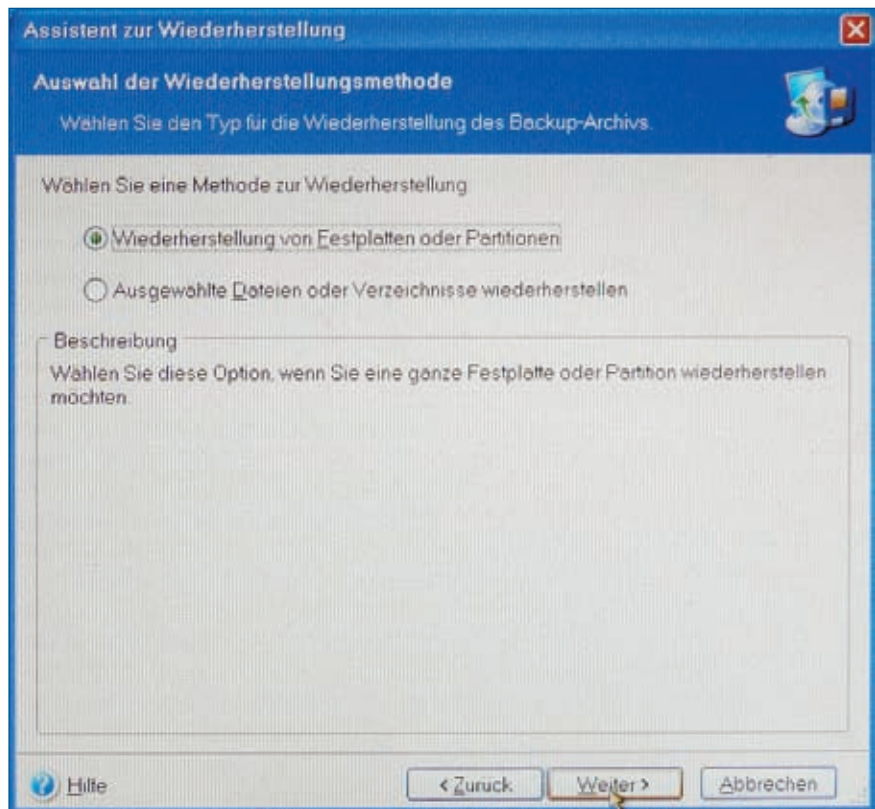 Assistent zur Wiederherstellung
Auswahl der Wiederherstellungsmethode
Wählen Sie den Typ für die Wiederherstellung des Backup-Archivs.
Wählen Sie eine Methode zur Wiederherstellung
Wiederherstellung von Festplatten oder Partitionen
Ausgewählte Dateien oder Verzeichnisse wiederherstellen
Beschreibung
Wählen Sie diese Option, wenn Sie eine ganze Festplatte oder Partition wiederherstellen
möchten.
Hilfe
< Zurück
Weiter >
Abbrechen